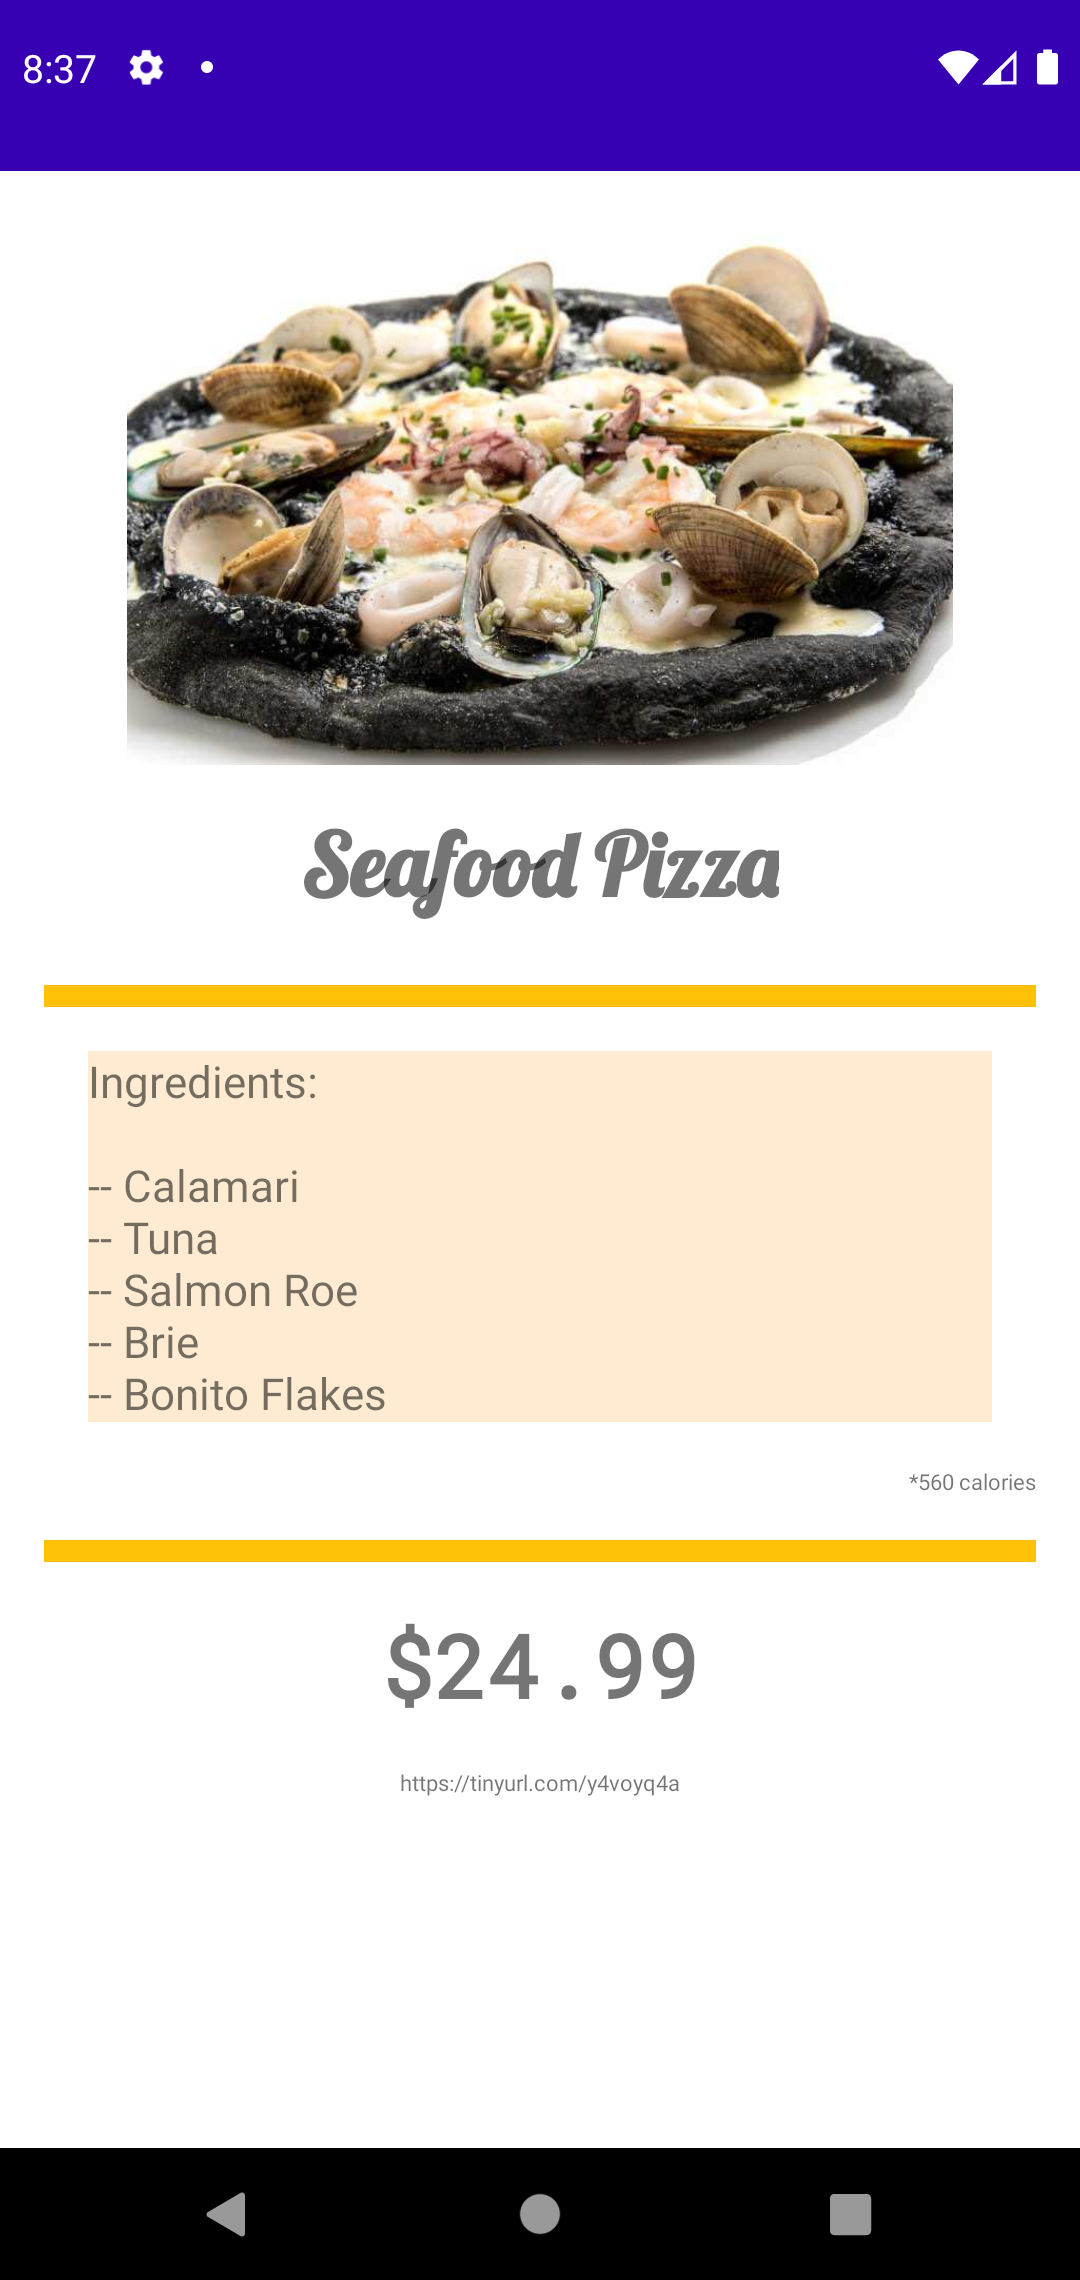 8:37
Seafood Pizza
Ingredients:
-- Calamari
-- Tuna
-- Salmon Roe
-- Brie
-- Bonito Flakes
*560 calories
$24.99
https://tinyurl.com/y4voyq4a